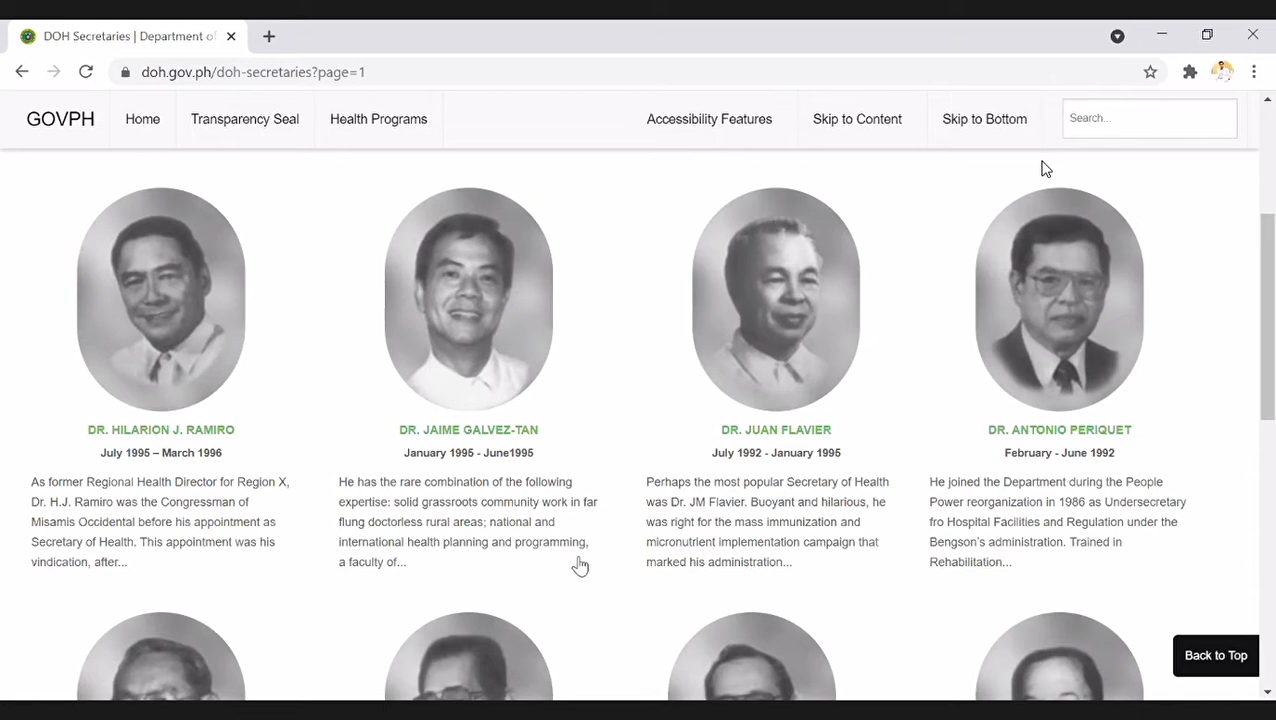 DOH Secretaries | Department of
doh.gov.ph/doh-secretaries?page=1
GOVPH Home Transparency Seal Health Programs Accessibility Features Skip to Content Skip to Bottom Search...
DR. HILARION J. RAMIRO
July 1995 – March 1996
As former Regional Health Director for Region X,
Dr. H.J. Ramiro was the Congressman of
Misamis Occidental before his appointment as
Secretary of Health. This appointment was his
vindication, after...
DR. JAIME GALVEZ-TAN
January 1995 - June1995
He has the rare combination of the following
expertise: solid grassroots community work in far
flung doctorless rural areas; national and
international health planning and programming,
a faculty of...
DR. JUAN FLAVIER
July 1992 - January 1995
Perhaps the most popular Secretary of Health
was Dr. JM Flavier. Buoyant and hilarious, he
was right for the mass immunization and
micronutrient implementation campaign that
marked his administration...
DR. ANTONIO PERIQUET
February - June 1992
He joined the Department during the People
Power reorganization in 1986 as Undersecretary
fro Hospital Facilities and Regulation under the
Bengson's administration. Trained in
Rehabilitation...
Back to Top